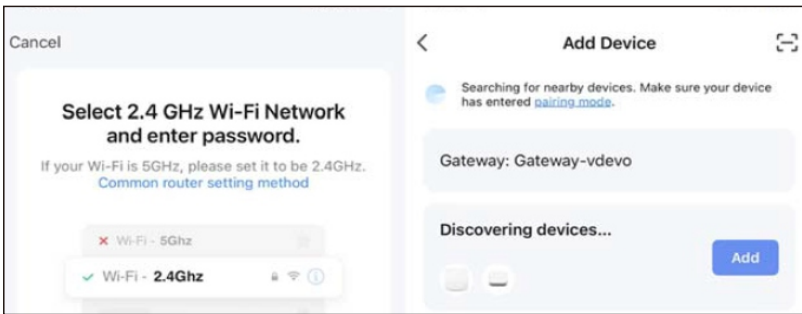 Cancel
Select 2.4 GHz Wi-Fi Network
and enter password.
If your Wi-Fi is 5GHz, please set it to be 2.4GHz.
Common router setting method
Wi-Fi - 5Ghz
Wi-Fi - 2.4Ghz
Add Device
Searching for nearby devices. Make sure your device
has entered pairing mode.
Gateway: Gateway-vdevo
Discovering devices...
Add